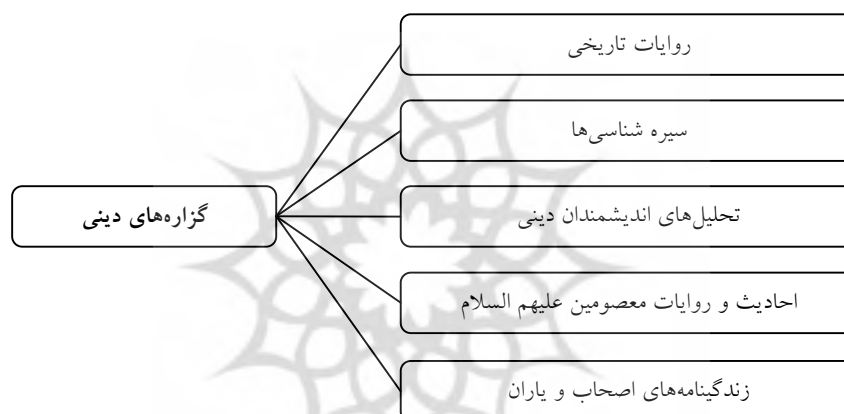 روایات تاریخی
سیره شناسی‌ها
گزاره‌های دینی
تحلیل‌های اندیشمندان دینی
احادیث و روایات معصومین علیهم السلام
زندگینامه‌های اصحاب و یاران